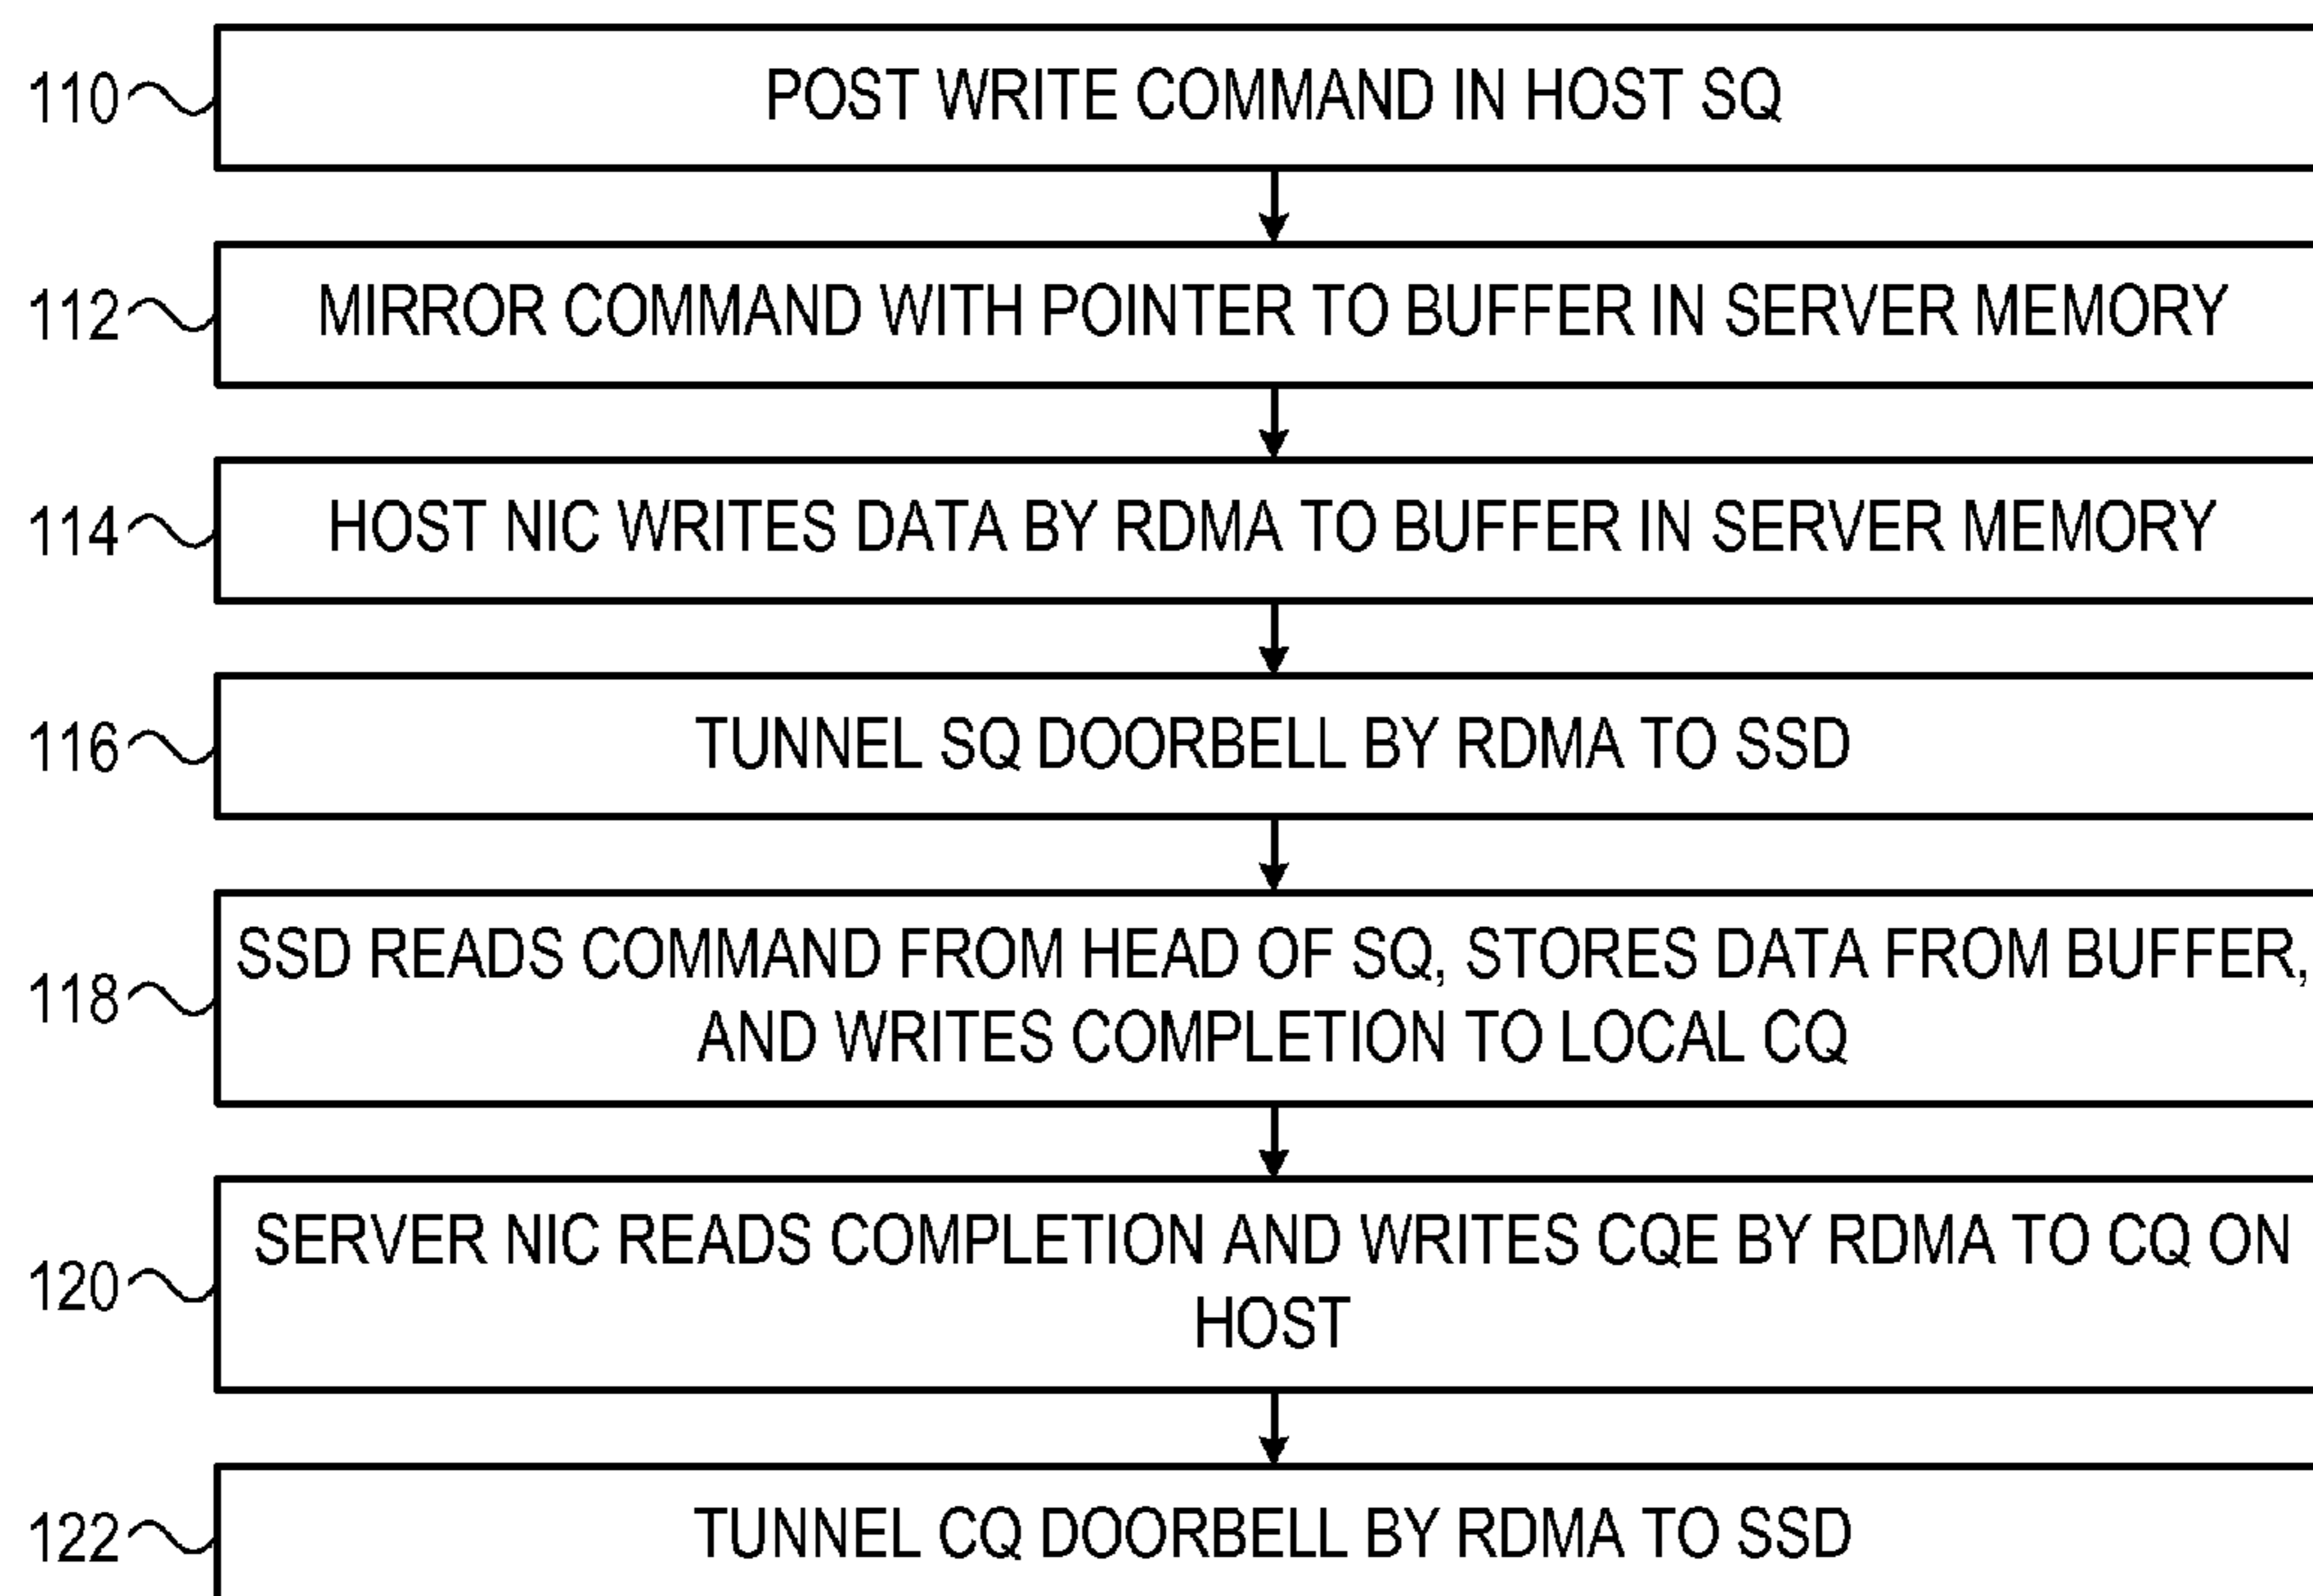 110 POST WRITE COMMAND IN HOST SQ
112 MIRROR COMMAND WITH POINTER TO BUFFER IN SERVER MEMORY
114 HOST NIC WRITES DATA BY RDMA TO BUFFER IN SERVER MEMORY
116 TUNNEL SQ DOORBELL BY RDMA TO SSD
118 SSD READS COMMAND FROM HEAD OF SQ, STORES DATA FROM BUFFER,
AND WRITES COMPLETION TO LOCAL CQ
120 SERVER NIC READS COMPLETION AND WRITES CQE BY RDMA TO CQ ON
HOST
122 TUNNEL CQ DOORBELL BY RDMA TO SSD